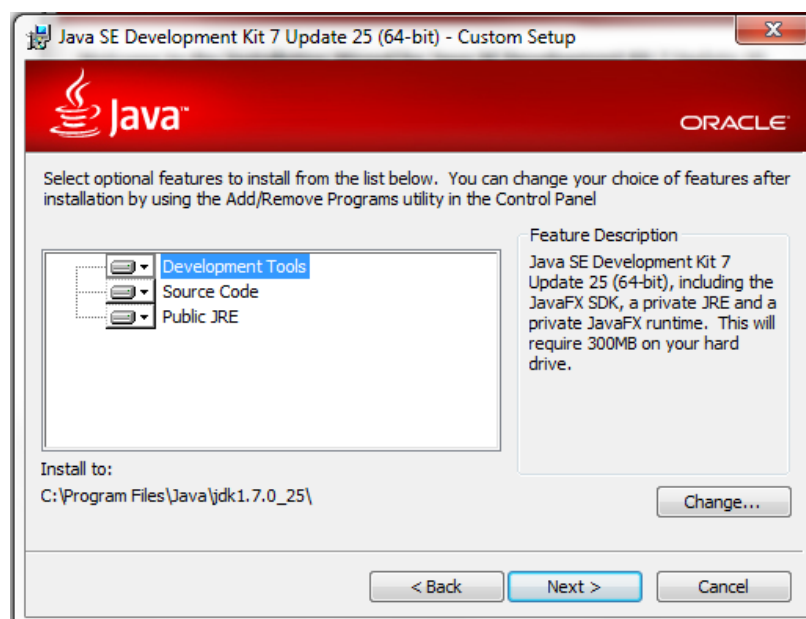 Java SE Development Kit 7 Update 25 (64-bit) - Custom Setup
Java™
ORACLE
Select optional features to install from the list below. You can change your choice of features after
installation by using the Add/Remove Programs utility in the Control Panel
Development Tools
Source Code
Public JRE
Feature Description
Java SE Development Kit 7
Update 25 (64-bit), including the
JavaFX SDK, a private JRE and a
private JavaFX runtime. This will
require 300MB on your hard
drive.
Install to:
C:\Program Files\Java\jdk1.7.0_25\
Change...
< Back
Next >
Cancel